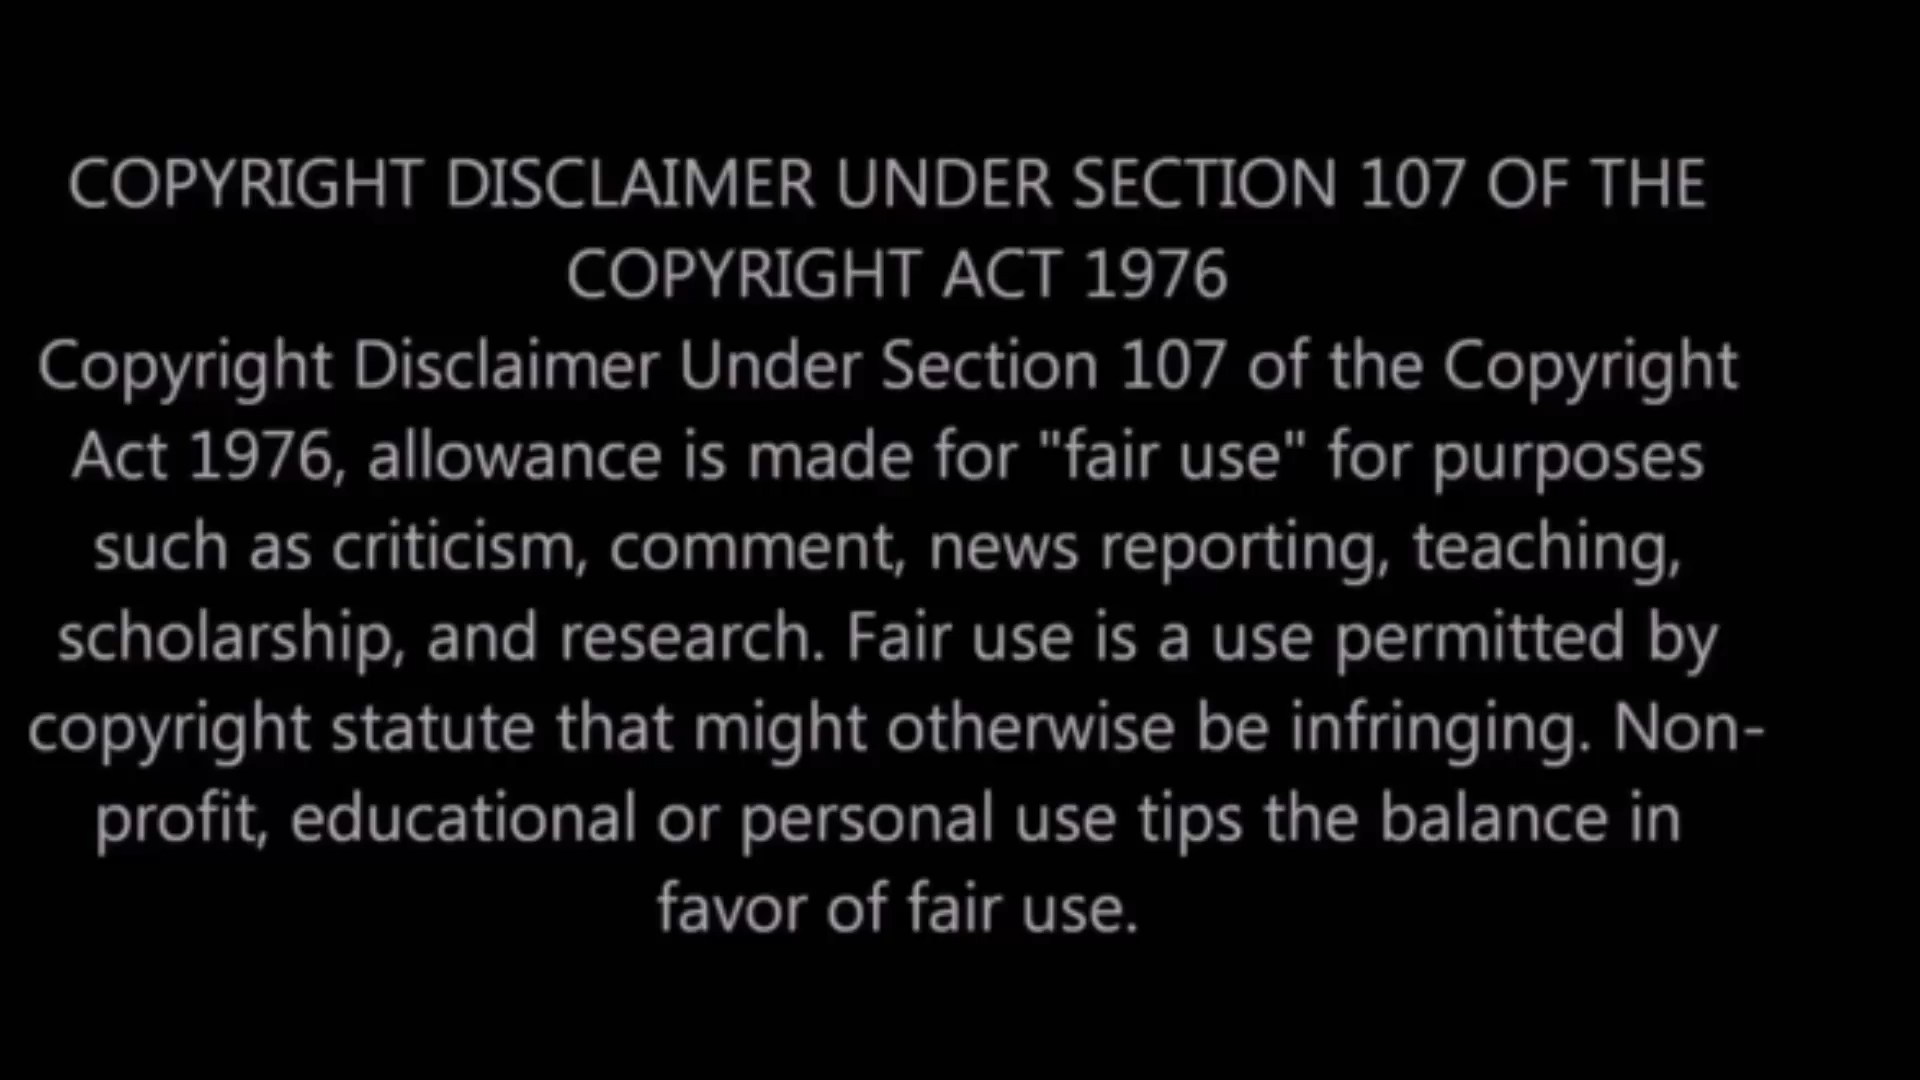 COPYRIGHT DISCLAIMER UNDER SECTION 107 OF THE
COPYRIGHT ACT 1976
Copyright Disclaimer Under Section 107 of the Copyright
Act 1976, allowance is made for "fair use" for purposes
such as criticism, comment, news reporting, teaching,
scholarship, and research. Fair use is a use permitted by
copyright statute that might otherwise be infringing. Non-
profit, educational or personal use tips the balance in
favor of fair use.